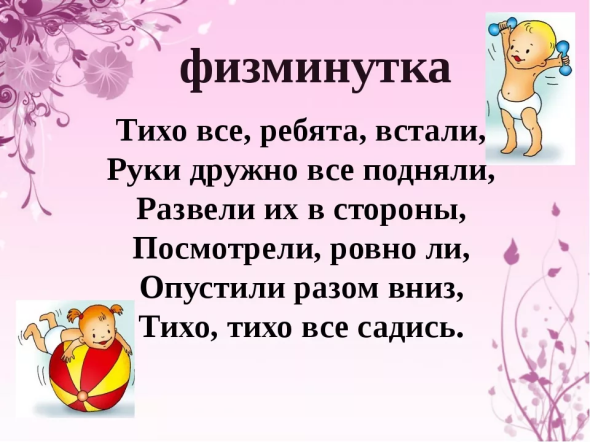 физминутка
Тихо все, ребята, встали,
Руки дружно все подняли,
Развели их в стороны,
Посмотрели, ровно ли,
Опустили разом вниз,
Тихо, тихо все садись.